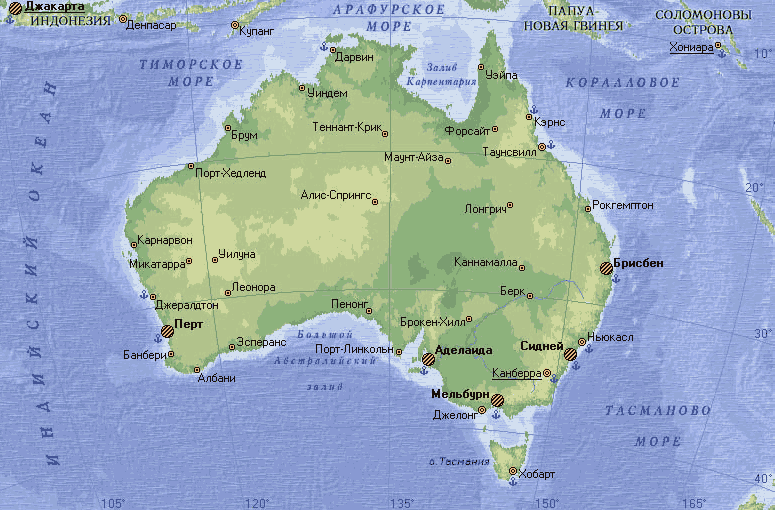 Джакарта
ИНДОНЕЗИЯ
Денпасар
Купанг
АРАФУРСКОЕ
МОРЕ
ПАПУА
НОВАЯ ГВИНЕЯ
СОЛОМОНОВЫ
ОСТРОВА
Хониара
10°
ТИМОРСКОЕ
МОРЕ
Дарвин
Залив
Карпентария
Уэйпа
КОРАЛЛОВОЕ
МОРЕ
Уиндем
Брум
Теннант-Крик
Форсайт
Кэрнс
Маунт-Айза
Таунсвилл
Порт-Хедленд
20°
Алис-Спрингс
Лонгрич
Рокгемптон
ИНДИЙСКИЙ ОКЕАН
Карнарвон
Уилуна
Микатарра
Каннамалла
Брисбен
Леонора
Берк
Джералдтон
Пенонг
Брокен-Хилл
Перт
Большой
Австралийский
залив
Ньюкасл
30°
Банбери
Эсперанс
Порт-Линкольн
Аделаида
Сидней
Албани
Канберра
Мельбурн
Джелонг
ТАСМАНОВО
МОРЕ
о.Тасмания
Хобарт
40°
105°
120°
135°
150°
165°